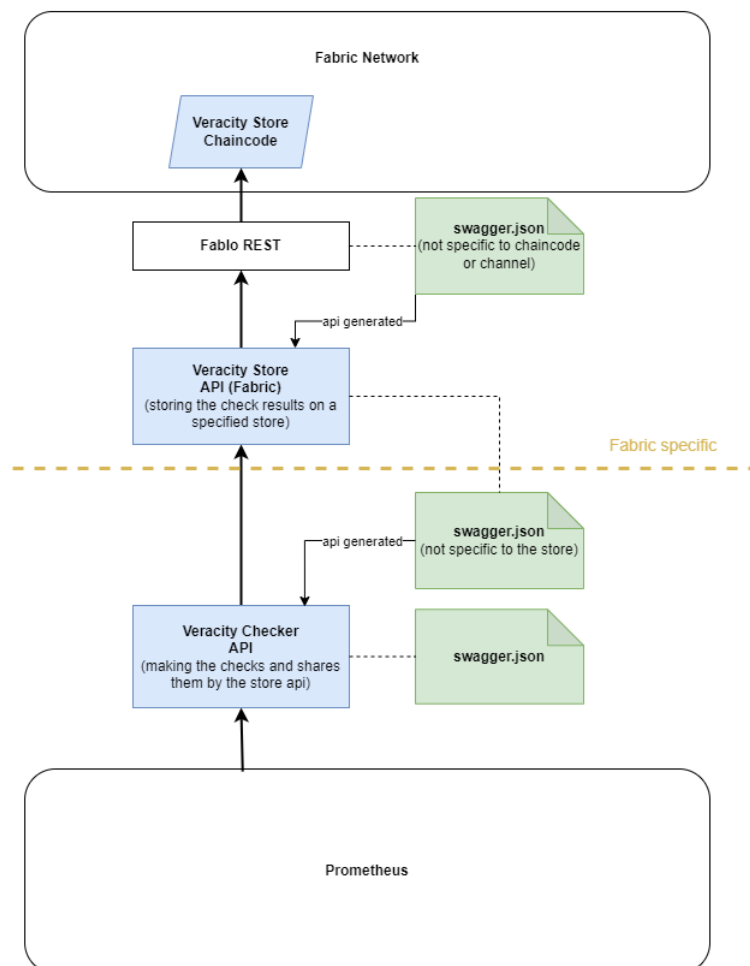 Fabric Network
Veracity Store
Chaincode
Fablo REST
swagger.json
(not specific to chaincode
or channel)
api generated
Veracity Store
API (Fabric)
(storing the check results on a
specified store)
Fabric specific
swagger.json
(not specific to the store)
api generated
Veracity Checker
API
(making the checks and shares
them by the store api)
swagger.json
Prometheus